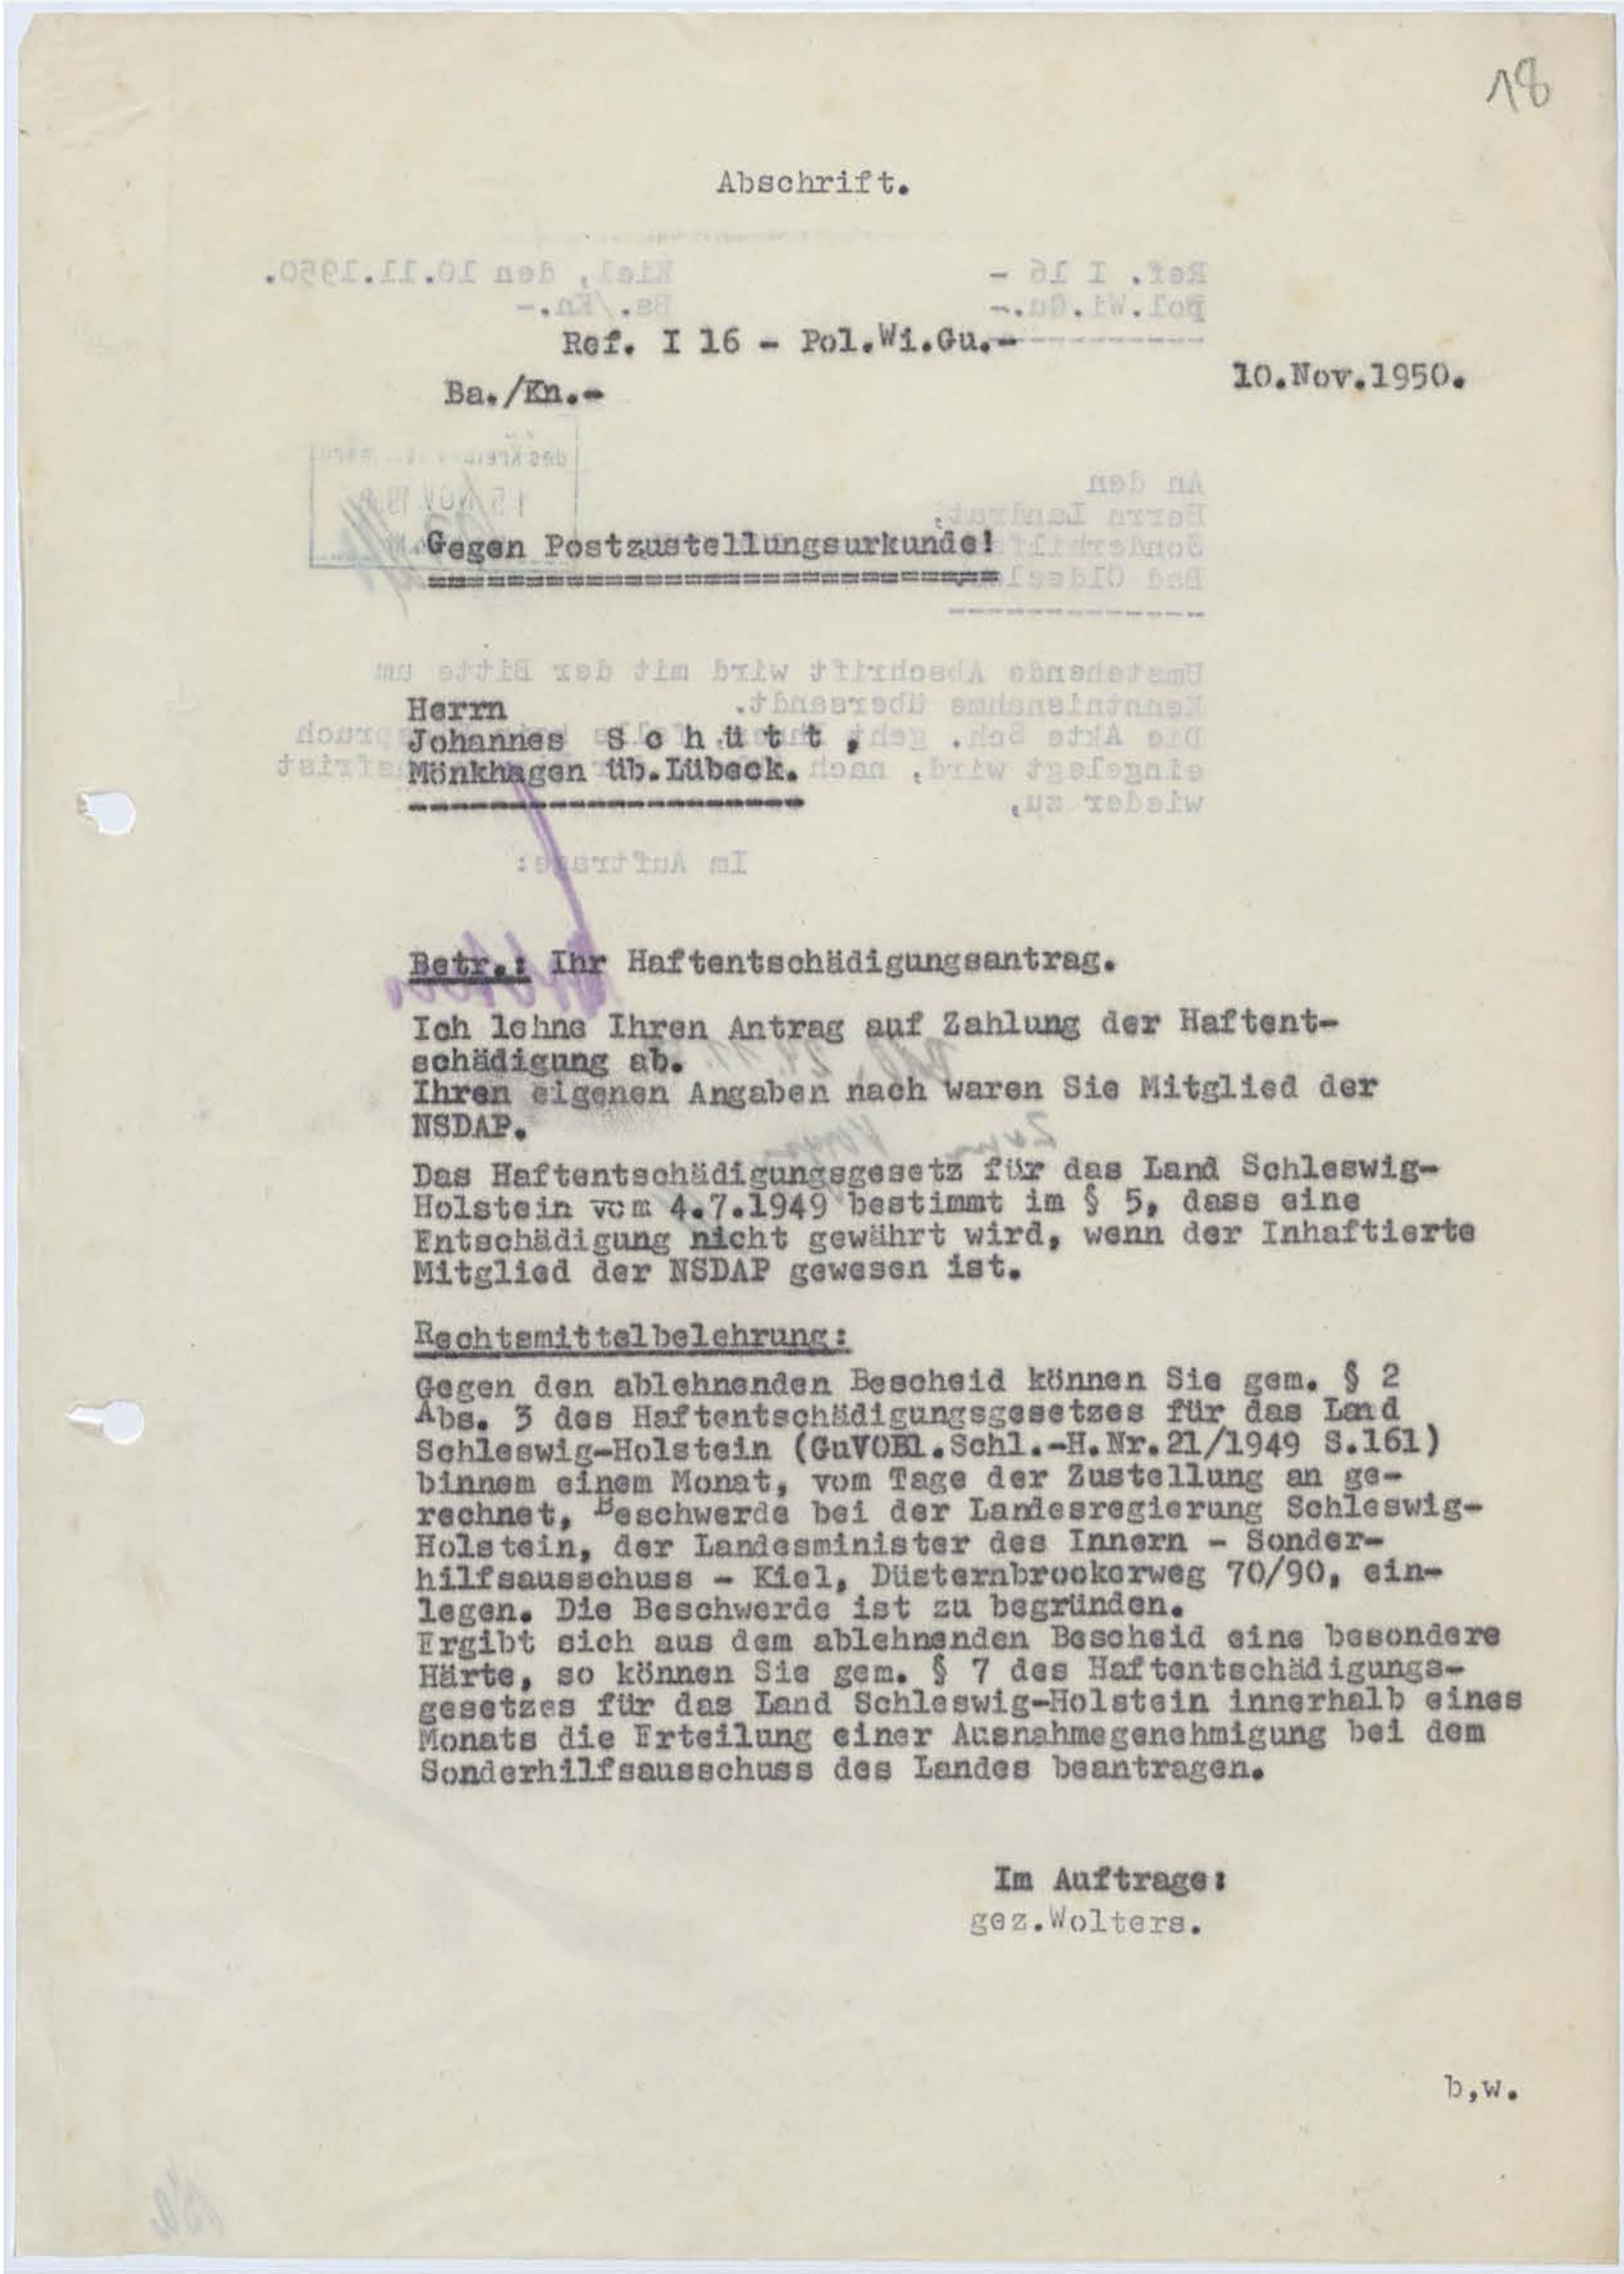 18
Abschrift.
Ref. I 16 - Pol.Wi.Gu.-
10.Nov.1950.
Ba./Kn.-
Gegen Postzustellungsurkunde!
Herrn
Johannes S c h ü t t ,
Mönkhagen üb.Lübeck.
Betr.: Ihr Haftentschädigungsantrag.
Ich lehne Ihren Antrag auf Zahlung der Haftent-
schädigung ab.
Ihren eigenen Angaben nach waren Sie Mitglied der
NSDAP.
Das Haftentschädigungsgesetz für das Land Schleswig-
Holstein vom 4.7.1949 bestimmt im § 5, dass eine
Entschädigung nicht gewährt wird, wenn der Inhaftierte
Mitglied der NSDAP gewesen ist.
Rechtsmittelbelehrung:
Gegen den ablehnenden Bescheid können Sie gem. § 2
Abs. 3 des Haftentschädigungsgesetzes für das Land
Schleswig-Holstein (GuVOBl.Schl.-H.Nr.21/1949 S.161)
binnem einem Monat, vom Tage der Zustellung an ge-
rechnet, Beschwerde bei der Landesregierung Schleswig-
Holstein, der Landesminister des Innern - Sonder-
hilfsausschuss - Kiel, Düsternbrookerweg 70/90, ein-
legen. Die Beschwerde ist zu begründen.
Ergibt sich aus dem ablehnenden Bescheid eine besondere
Härte, so können Sie gem. § 7 des Haftentschädigungs-
gesetzes für das Land Schleswig-Holstein innerhalb eines
Monats die Erteilung einer Ausnahmegenehmigung bei dem
Sonderhilfsausschuss des Landes beantragen.
Im Auftrage:
gez.Wolters.
b,w.